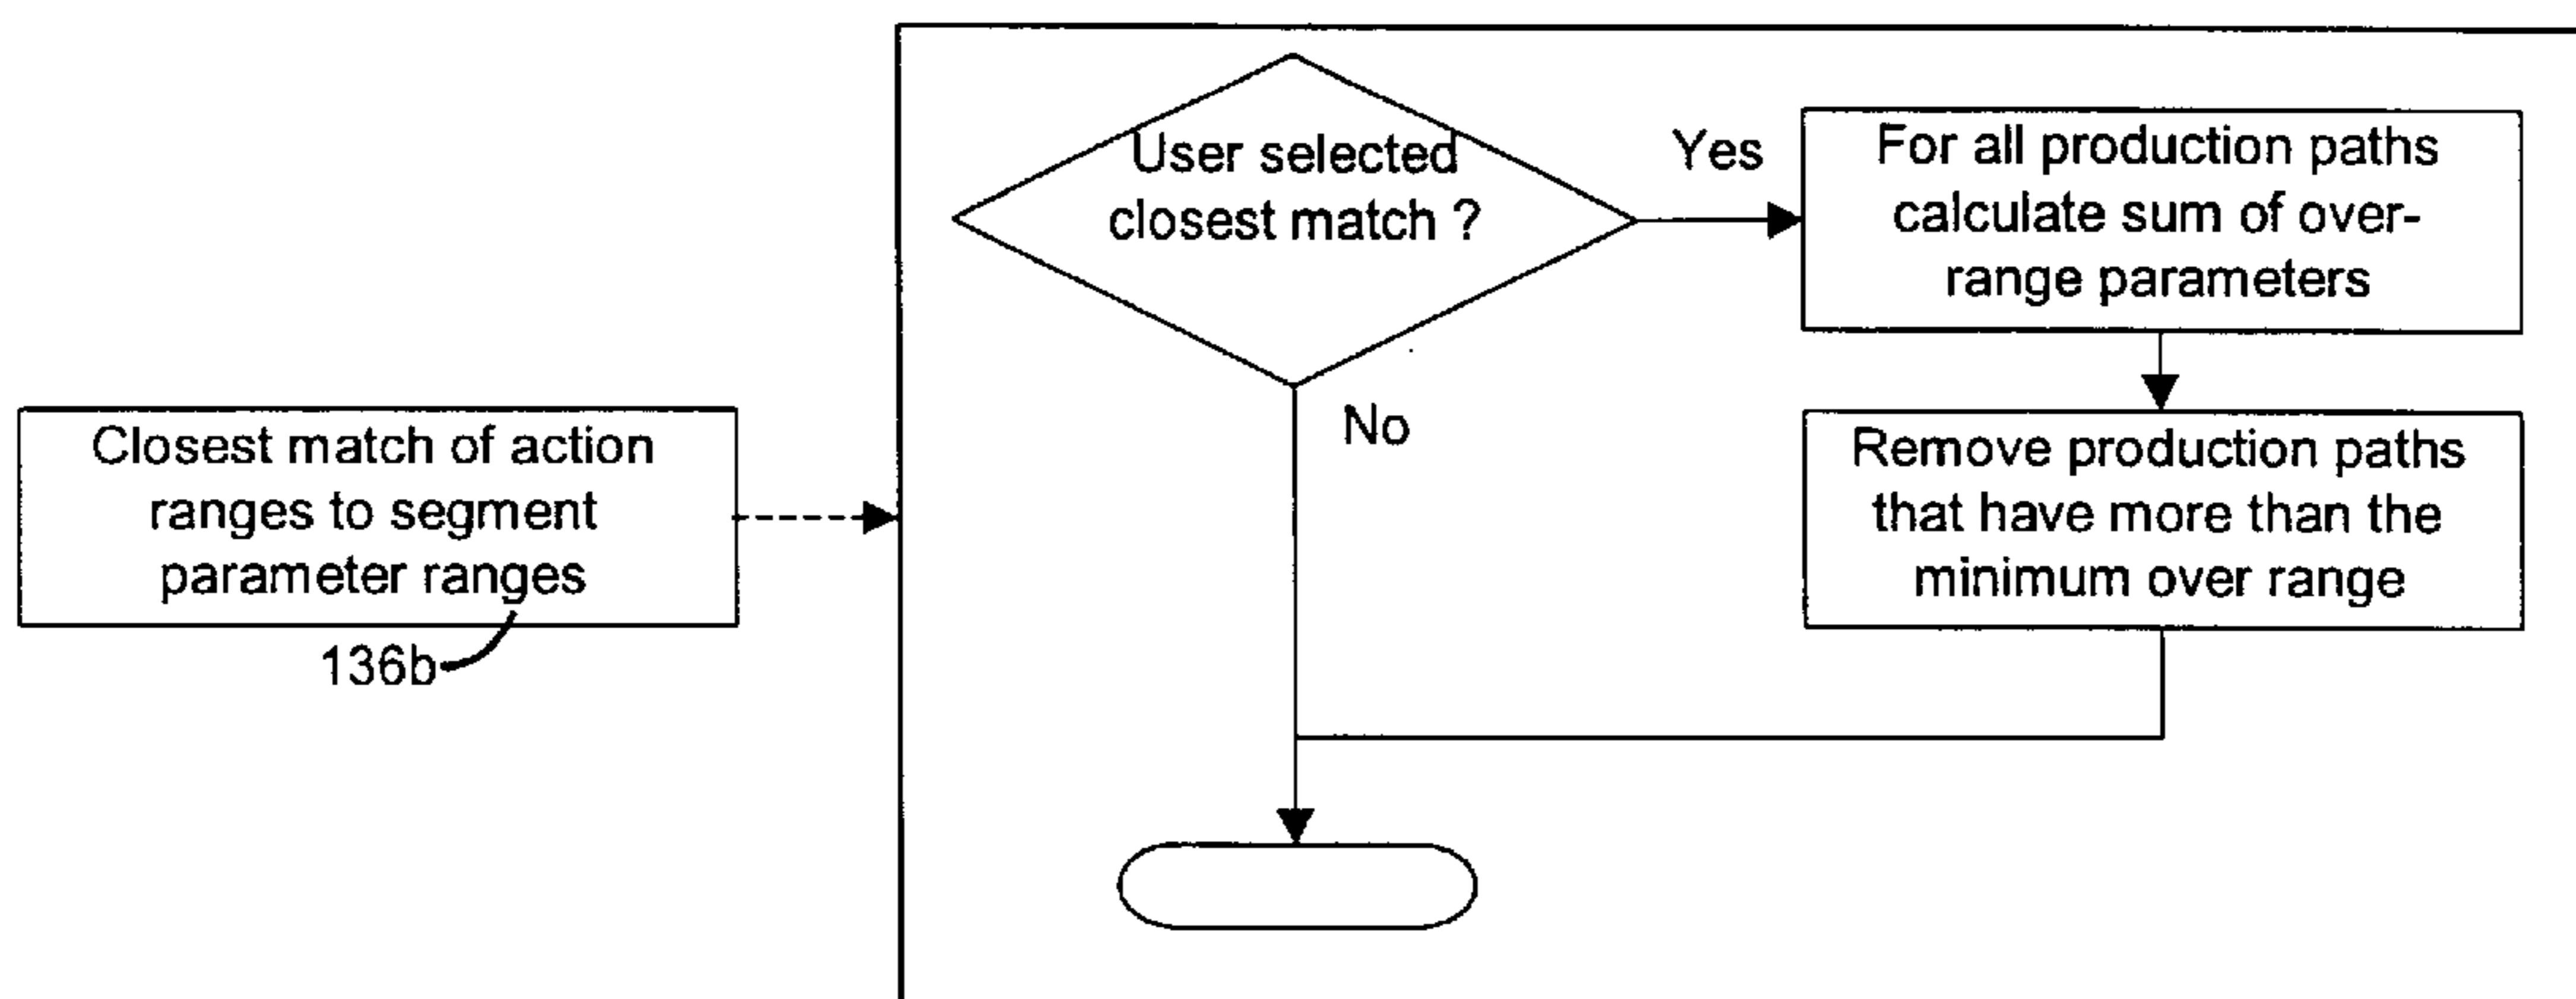 User selected
closest match ?
Yes
For all production paths
calculate sum of over-
range parameters
No
Closest match of action
ranges to segment
parameter ranges
136b
Remove production paths
that have more than the
minimum over range